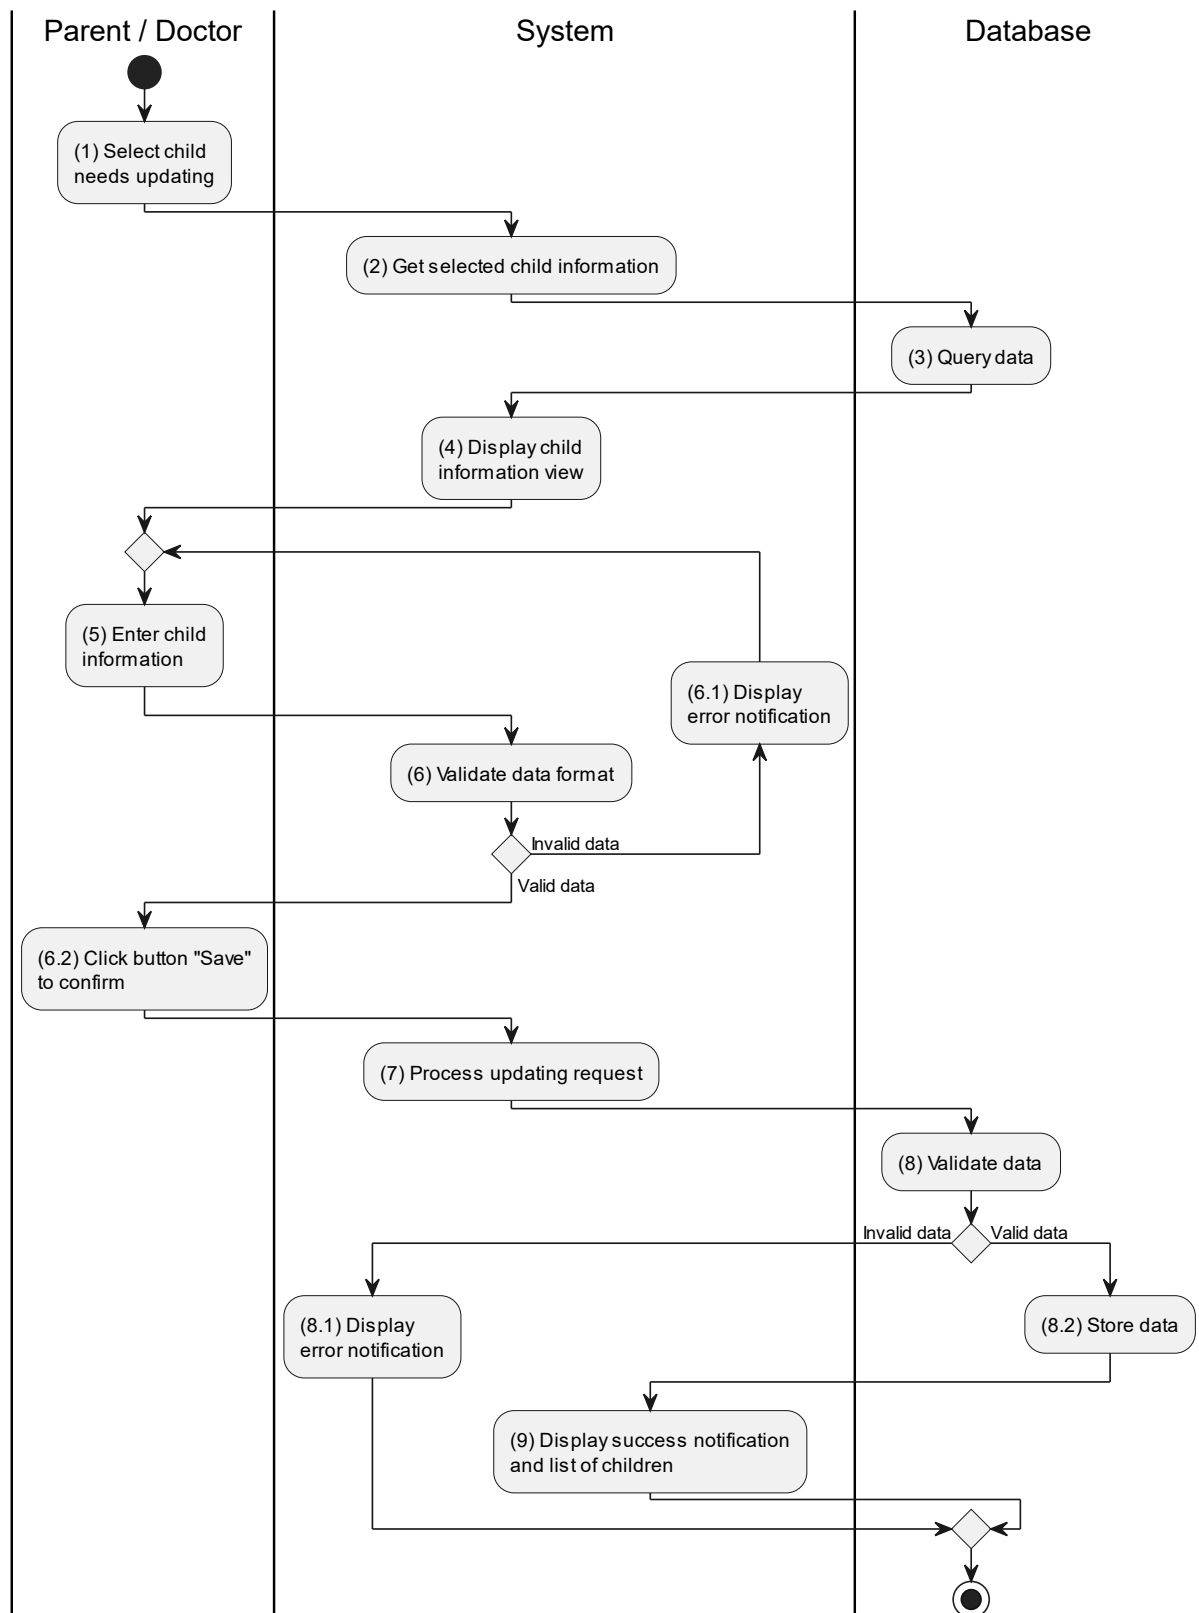 Parent / Doctor
System
Database
(1) Select child
needs updating
(2) Get selected child information
(3) Query data
(4) Display child
information view
(5) Enter child
information
(6.1) Display
error notification
(6) Validate data format
Invalid data
Valid data
(6.2) Click button "Save"
to confirm
(7) Process updating request
(8) Validate data
Invalid data
Valid data
(8.1) Display
error notification
(8.2) Store data
(9) Display success notification
and list of children